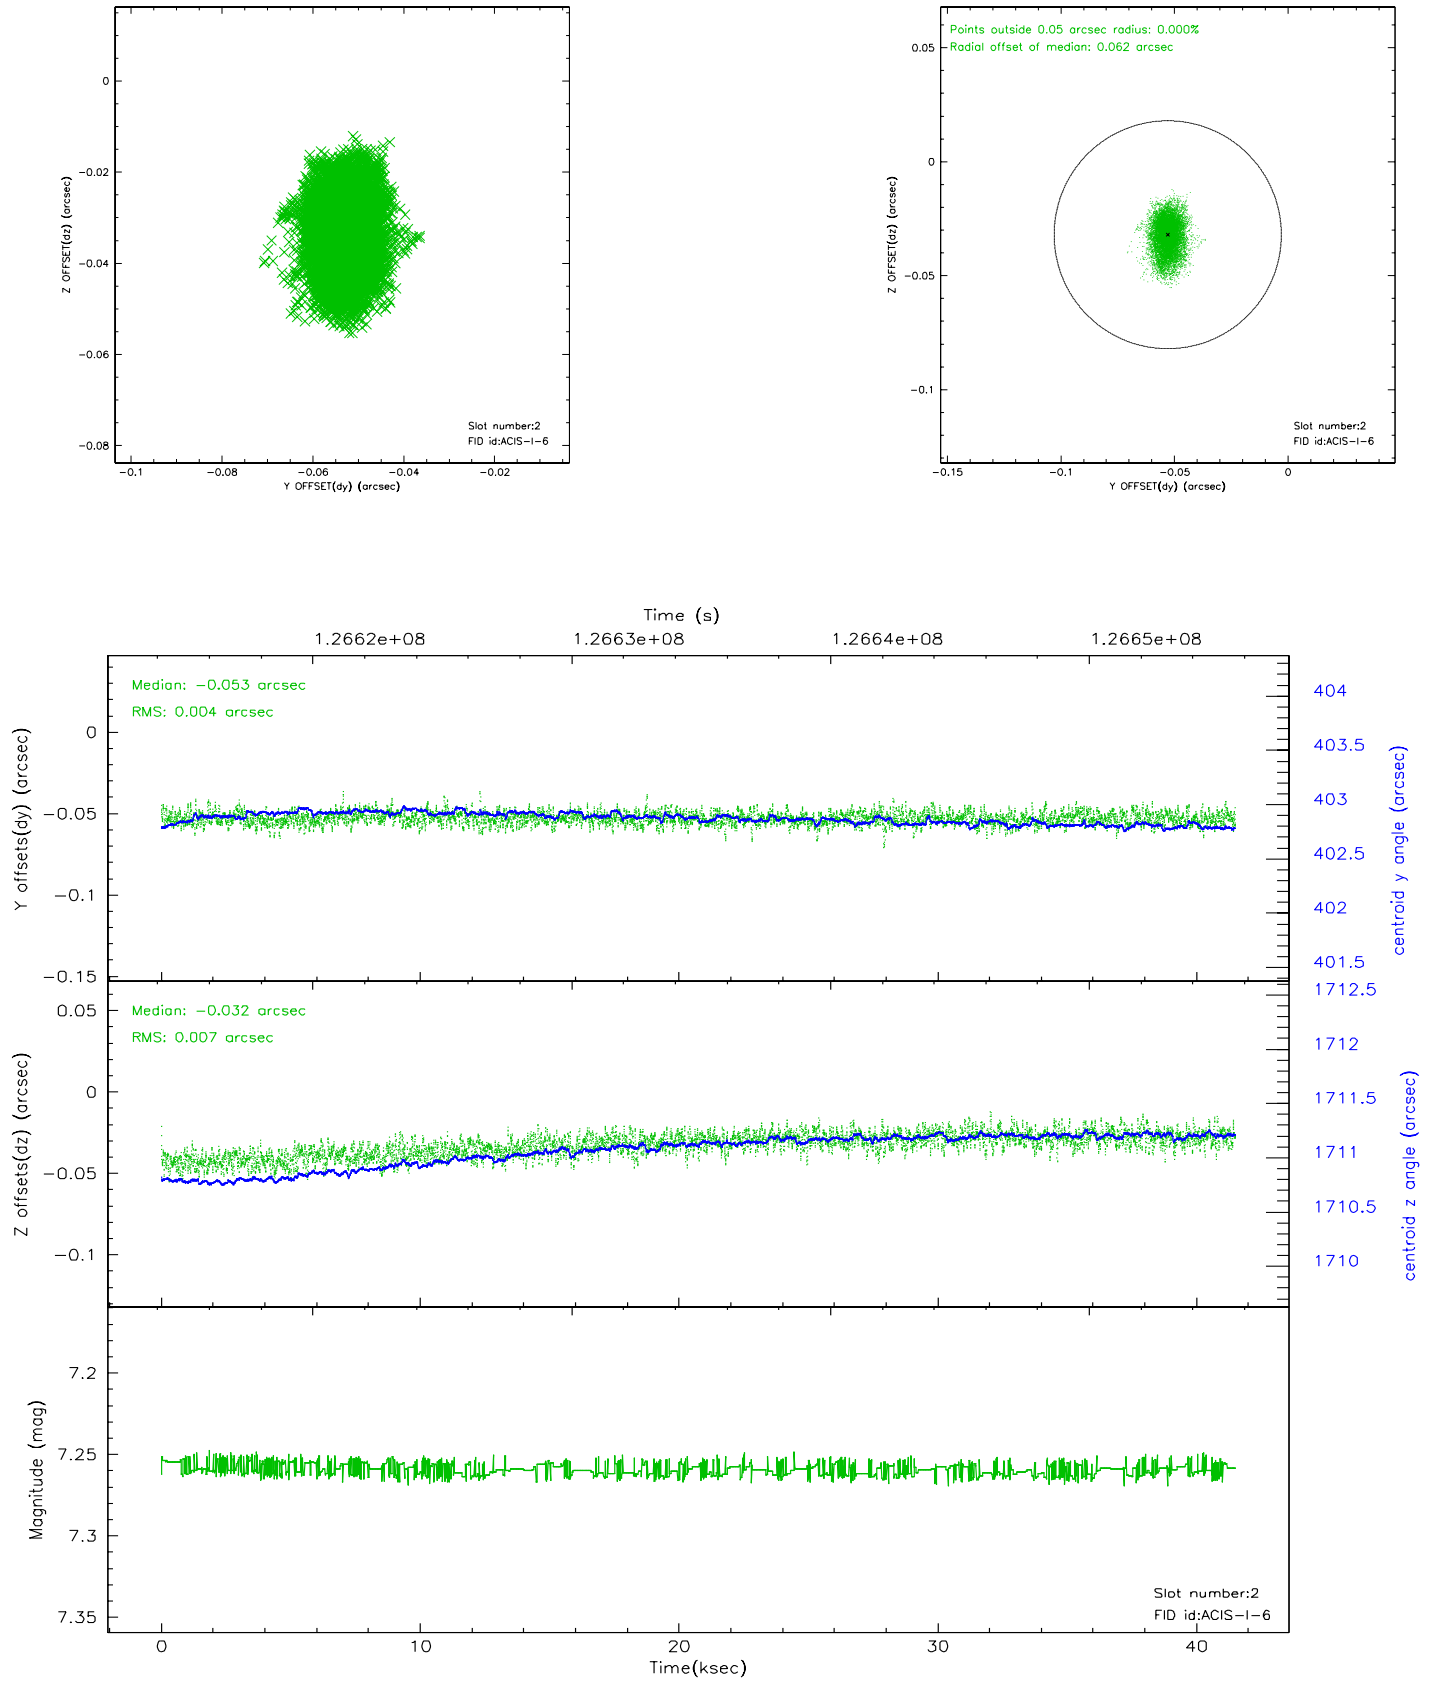 0
-0.02
-0.04
-0.06
-0.08
Z OFFSET(dz) (arcsec)
-0.1
-0.08
-0.06
-0.04
-0.02
Y OFFSET(dy) (arcsec)
Slot number:2
FID id:ACIS-I-6
Points outside 0.05 arcsec radius: 0.000%
Radial offset of median: 0.062 arcsec
0.05
0
-0.05
-0.1
Z OFFSET(dz) (arcsec)
-0.15
-0.1
-0.05
0
Y OFFSET(dy) (arcsec)
Slot number:2
FID id:ACIS-I-6
Time (s)
1.2662e+08
1.2663e+08
1.2664e+08
1.2665e+08
Median: -0.053 arcsec
RMS: 0.004 arcsec
0
-0.05
-0.1
-0.15
Y offsets(dy) (arcsec)
404
403.5
403
402.5
402
401.5
centroid y angle (arcsec)
Median: -0.032 arcsec
RMS: 0.007 arcsec
0.05
0
-0.05
-0.1
Z offsets(dz) (arcsec)
1712.5
1712
1711.5
1711
1710.5
1710
centroid z angle (arcsec)
7.2
7.25
7.3
7.35
Magnitude (mag)
Slot number:2
FID id:ACIS-I-6
0
10
20
30
40
Time(ksec)